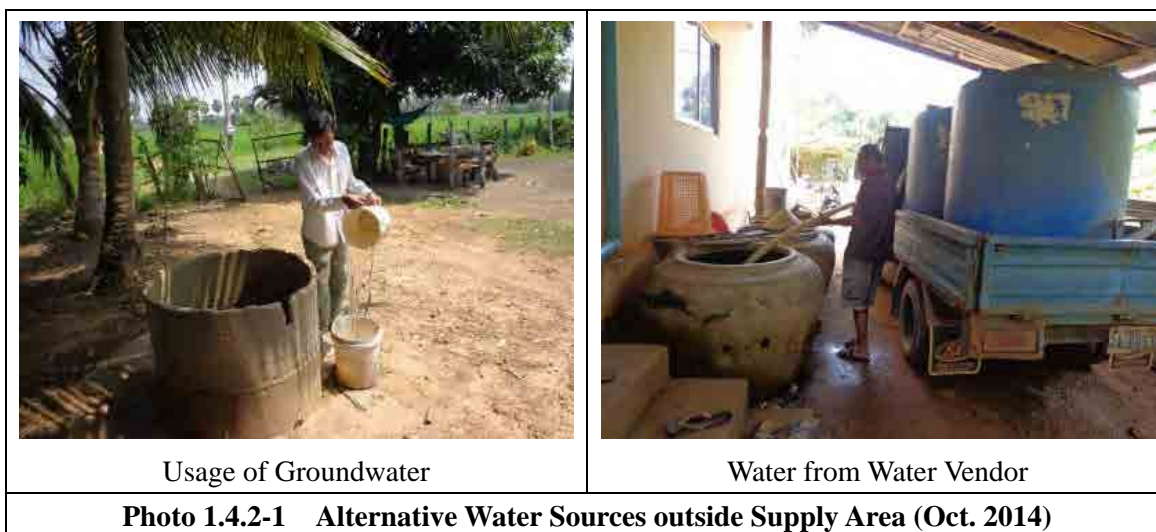 Usage of Groundwater
Water from Water Vendor
Photo 1.4.2-1 Alternative Water Sources outside Supply Area (Oct. 2014)